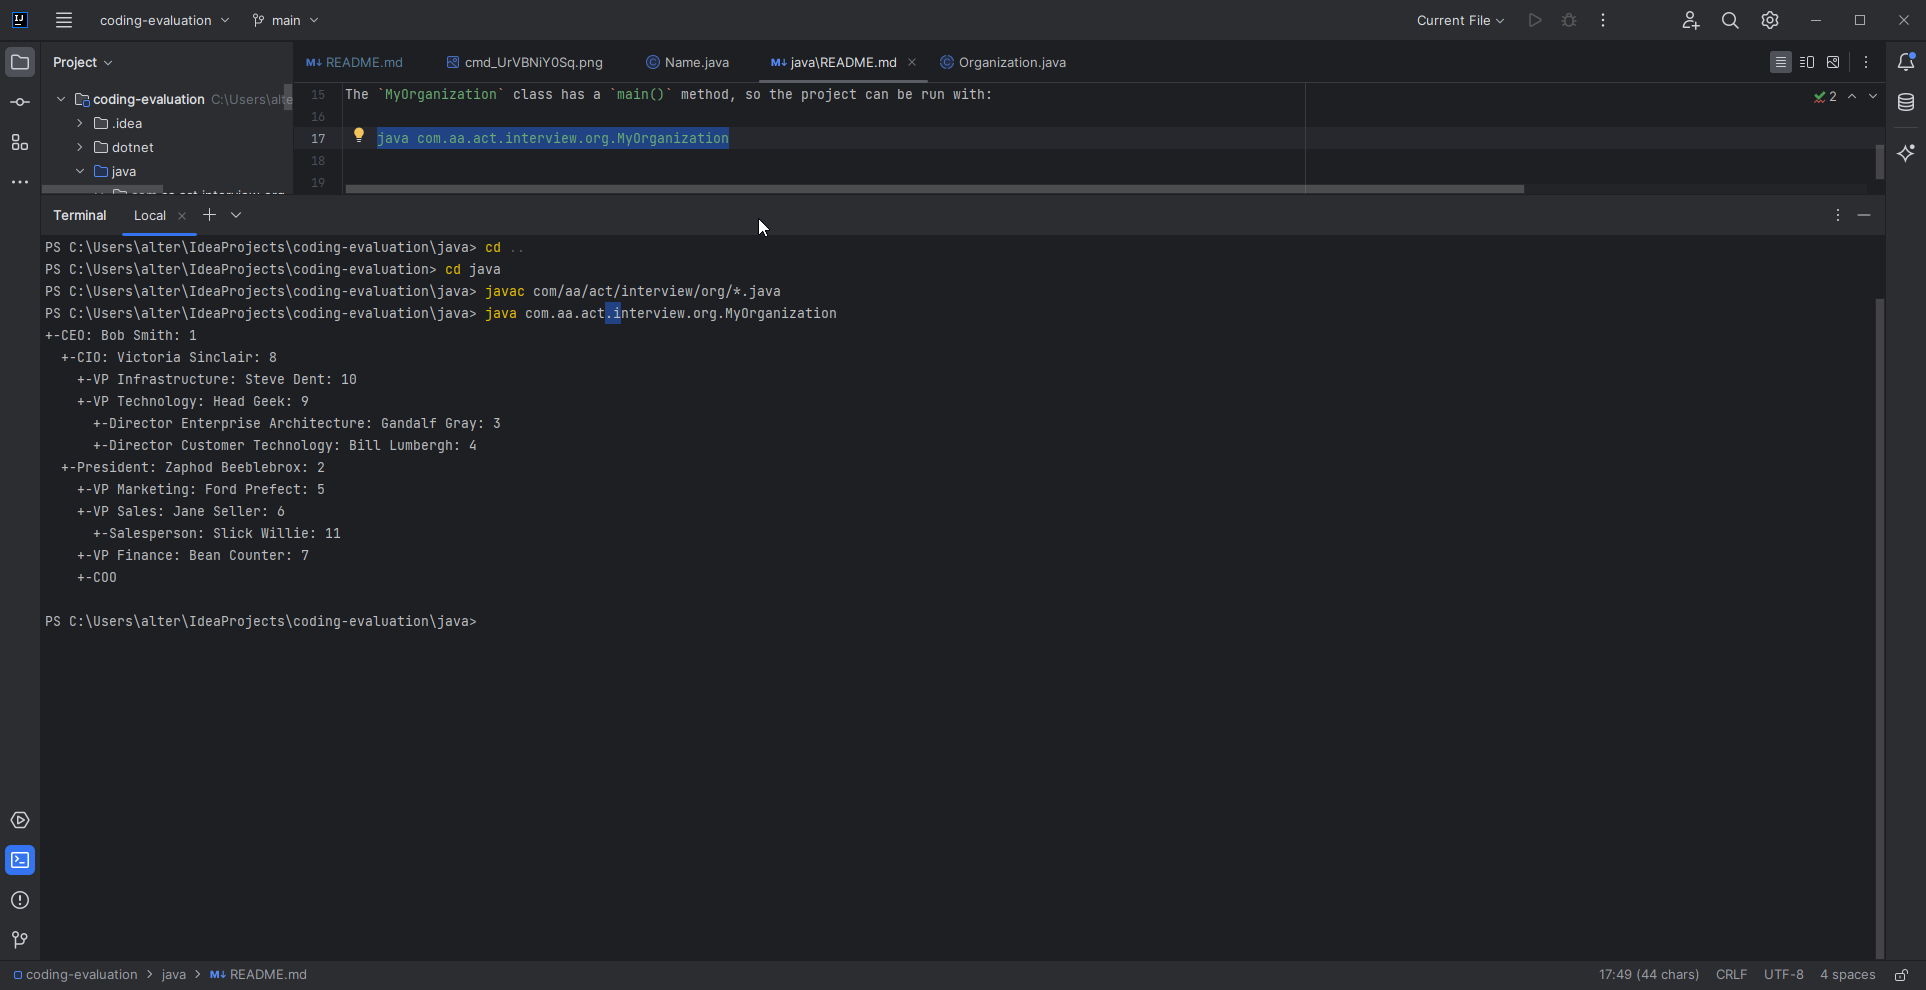 coding-evaluation main Current File
Project
README.md cmd_UrVBNiY0Sq.png Name.java java\README.md Organization.java
coding-evaluation C:\Users\alte
.idea
dotnet
java
15 The `MyOrganization` class has a `main()` method, so the project can be run with:
16
17 java com.aa.act.interview.org.MyOrganization
18
19
2
Terminal Local
PS C:\Users\alter\IdeaProjects\coding-evaluation\java> cd ..
PS C:\Users\alter\IdeaProjects\coding-evaluation> cd java
PS C:\Users\alter\IdeaProjects\coding-evaluation\java> javac com/aa/act/interview/org/*.java
PS C:\Users\alter\IdeaProjects\coding-evaluation\java> java com.aa.act.interview.org.MyOrganization
+-CEO: Bob Smith: 1
  +-CIO: Victoria Sinclair: 8
    +-VP Infrastructure: Steve Dent: 10
    +-VP Technology: Head Geek: 9
      +-Director Enterprise Architecture: Gandalf Gray: 3
      +-Director Customer Technology: Bill Lumbergh: 4
  +-President: Zaphod Beeblebrox: 2
    +-VP Marketing: Ford Prefect: 5
    +-VP Sales: Jane Seller: 6
      +-Salesperson: Slick Willie: 11
    +-VP Finance: Bean Counter: 7
    +-COO
PS C:\Users\alter\IdeaProjects\coding-evaluation\java>
coding-evaluation > java > M↓ README.md 17:49 (44 chars) CRLF UTF-8 4 spaces